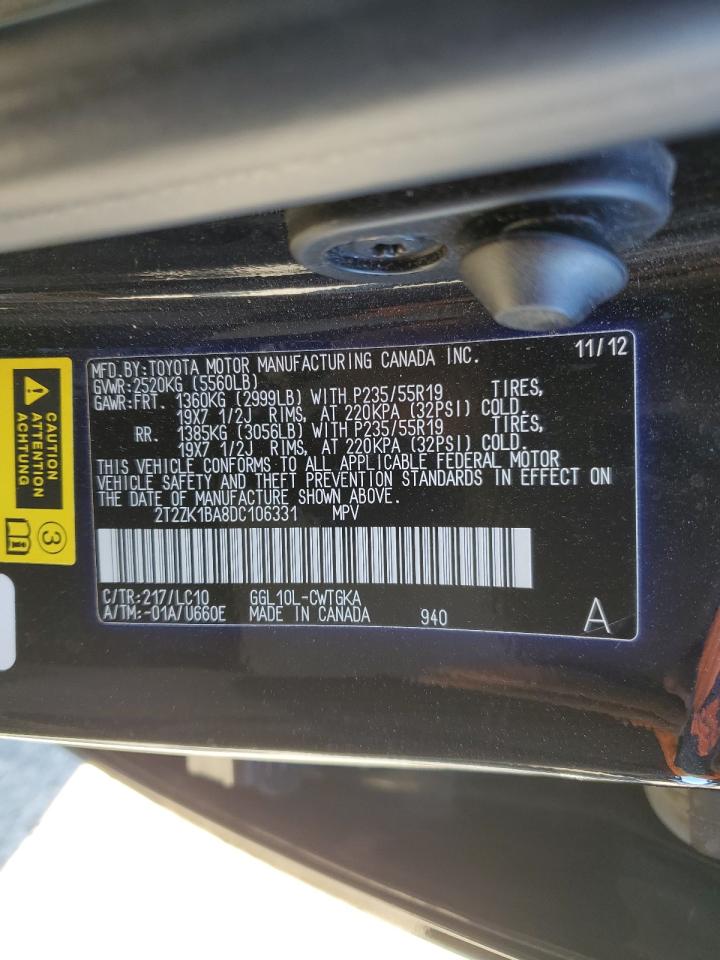 MFD.BY:TOYOTA MOTOR MANUFACTURING CANADA INC. 11/12
GVWR:2520KG (5560LB)
GAWR:FRT. 1360KG (2999LB) WITH P235/55R19 TIRES,
19X7 1/2J RIMS, AT 220KPA (32PSI) COLD.
RR. 1385KG (3056LB) WITH P235/55R19 TIRES,
19X7 1/2J RIMS, AT 220KPA (32PSI) COLD.
THIS VEHICLE CONFORMS TO ALL APPLICABLE FEDERAL MOTOR
VEHICLE SAFETY AND THEFT PREVENTION STANDARDS IN EFFECT ON
THE DATE OF MANUFACTURE SHOWN ABOVE.
2T2ZK1BA8DC106331 MPV
C/TR:217/LC10 GGL10L-CWTGKA
A/TM:-01A/U660E MADE IN CANADA 940 A
CAUTION
ATTENTION
ACHTUNG
3